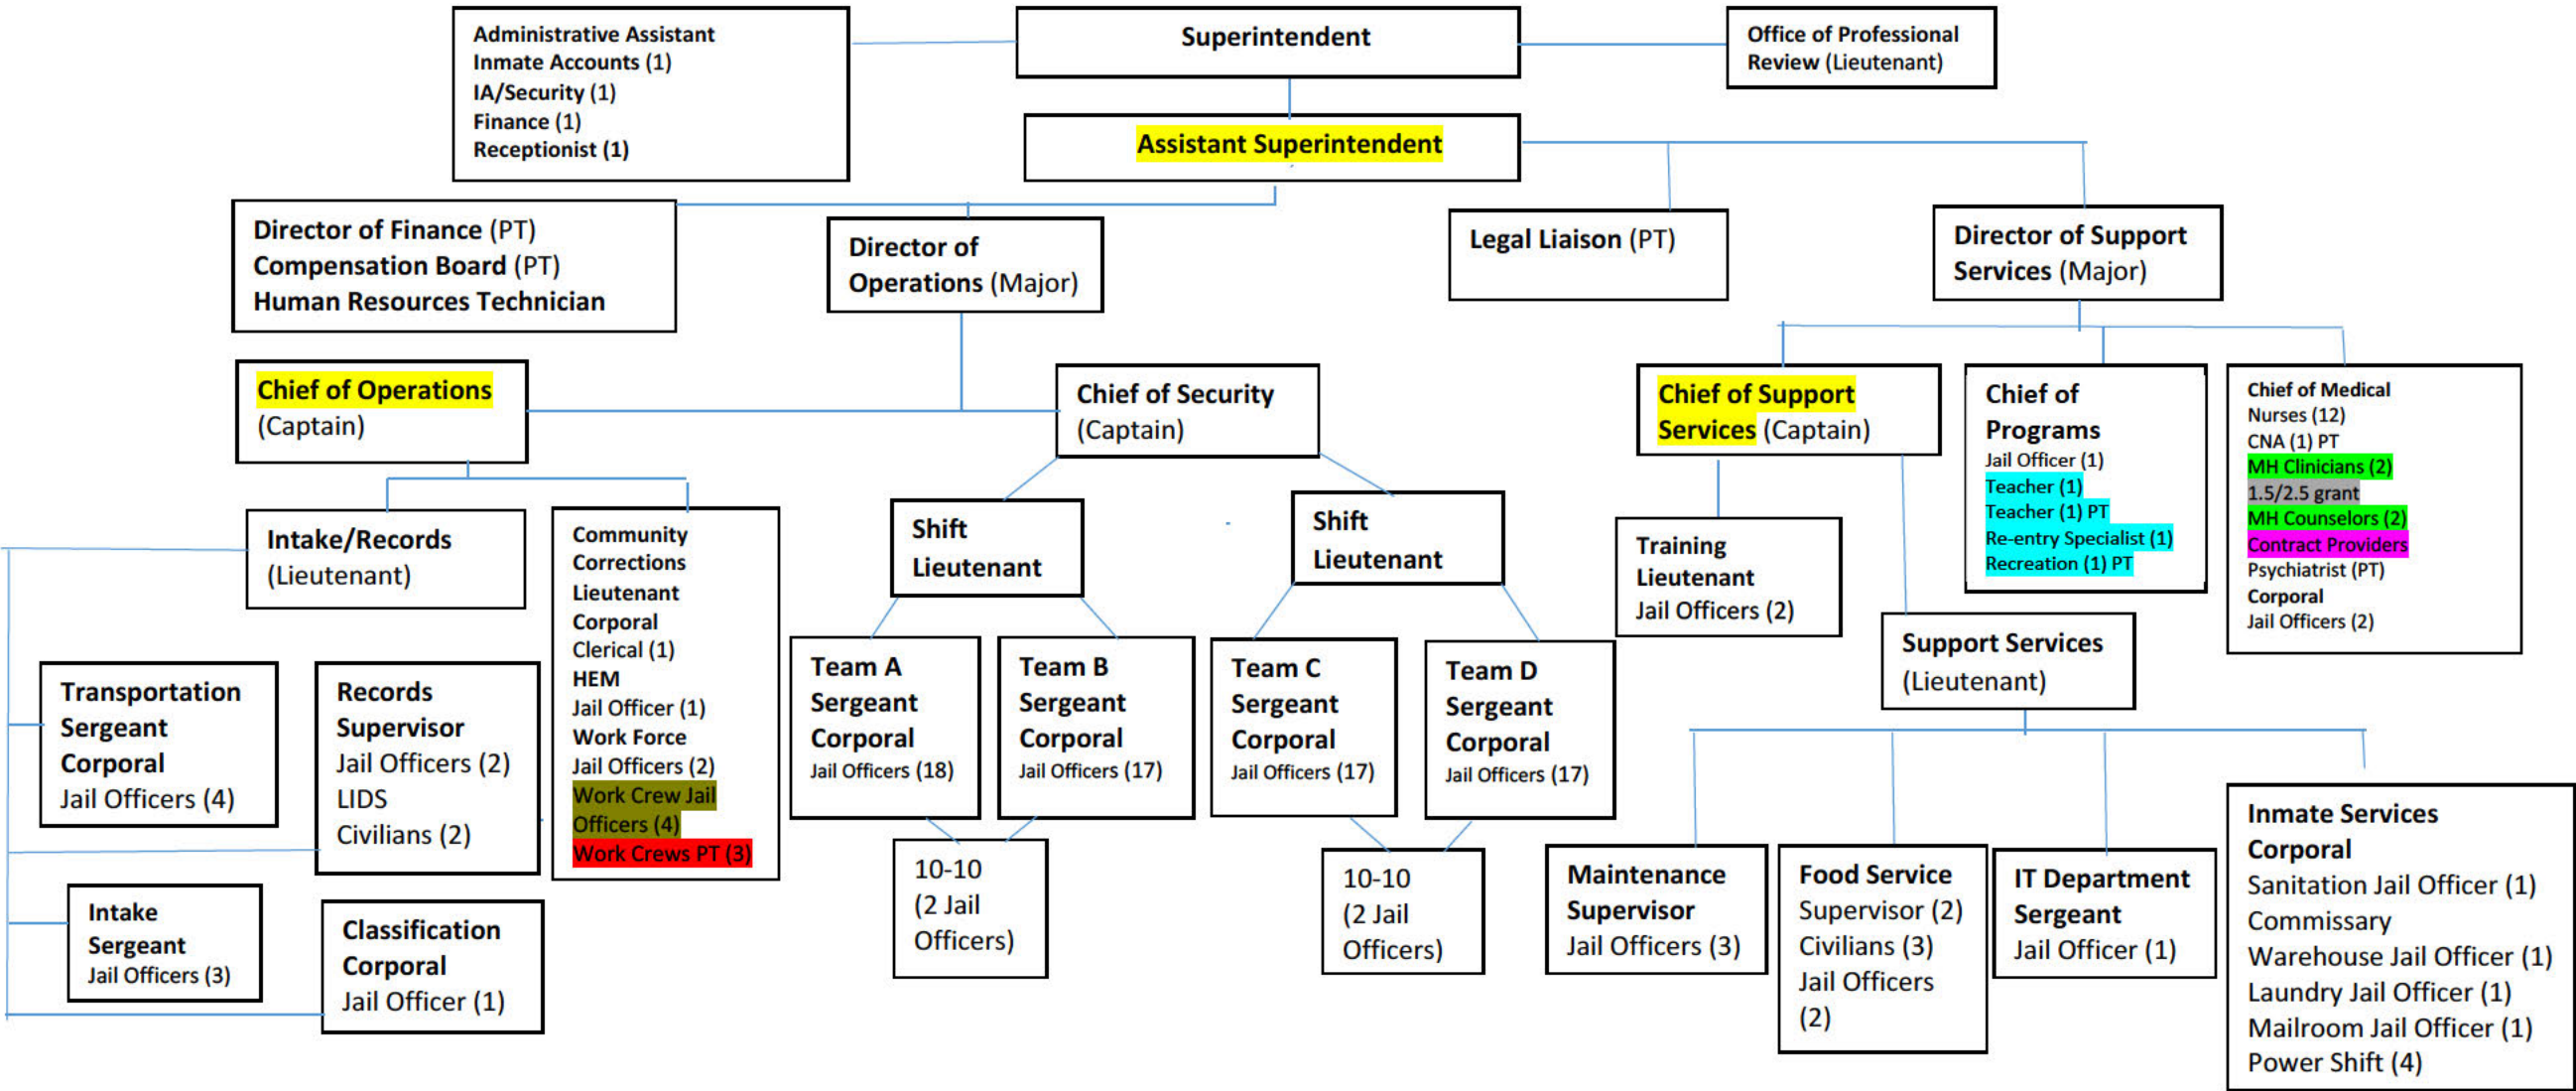 Administrative Assistant
Inmate Accounts (1)
IA/Security (1)
Finance (1)
Receptionist (1)
Superintendent
Office of Professional
Review (Lieutenant)
Assistant Superintendent
Director of Finance (PT)
Compensation Board (PT)
Human Resources Technician
Director of
Operations (Major)
Legal Liaison (PT)
Director of Support
Services (Major)
Chief of Operations
(Captain)
Chief of Security
(Captain)
Chief of Support
Services (Captain)
Chief of
Programs
Jail Officer (1)
Teacher (1)
Teacher (1) PT
Re-entry Specialist (1)
Recreation (1) PT
Chief of Medical
Nurses (12)
CNA (1) PT
MH Clinicians (2)
1.5/2.5 grant
MH Counselors (2)
Contract Providers
Psychiatrist (PT)
Corporal
Jail Officers (2)
Intake/Records
(Lieutenant)
Community
Corrections
Lieutenant
Corporal
Clerical (1)
HEM
Jail Officer (1)
Work Force
Jail Officers (2)
Work Crew Jail
Officers (4)
Work Crews PT (3)
Shift
Lieutenant
Shift
Lieutenant
Training
Lieutenant
Jail Officers (2)
Support Services
(Lieutenant)
Transportation
Sergeant
Corporal
Jail Officers (4)
Records
Supervisor
Jail Officers (2)
LIDS
Civilians (2)
Team A
Sergeant
Corporal
Jail Officers (18)
Team B
Sergeant
Corporal
Jail Officers (17)
Team C
Sergeant
Corporal
Jail Officers (17)
Team D
Sergeant
Corporal
Jail Officers (17)
Intake
Sergeant
Jail Officers (3)
Classification
Corporal
Jail Officer (1)
10-10
(2 Jail
Officers)
10-10
(2 Jail
Officers)
Maintenance
Supervisor
Jail Officers (3)
Food Service
Supervisor (2)
Civilians (3)
Jail Officers
(2)
IT Department
Sergeant
Jail Officer (1)
Inmate Services
Corporal
Sanitation Jail Officer (1)
Commissary
Warehouse Jail Officer (1)
Laundry Jail Officer (1)
Mailroom Jail Officer (1)
Power Shift (4)